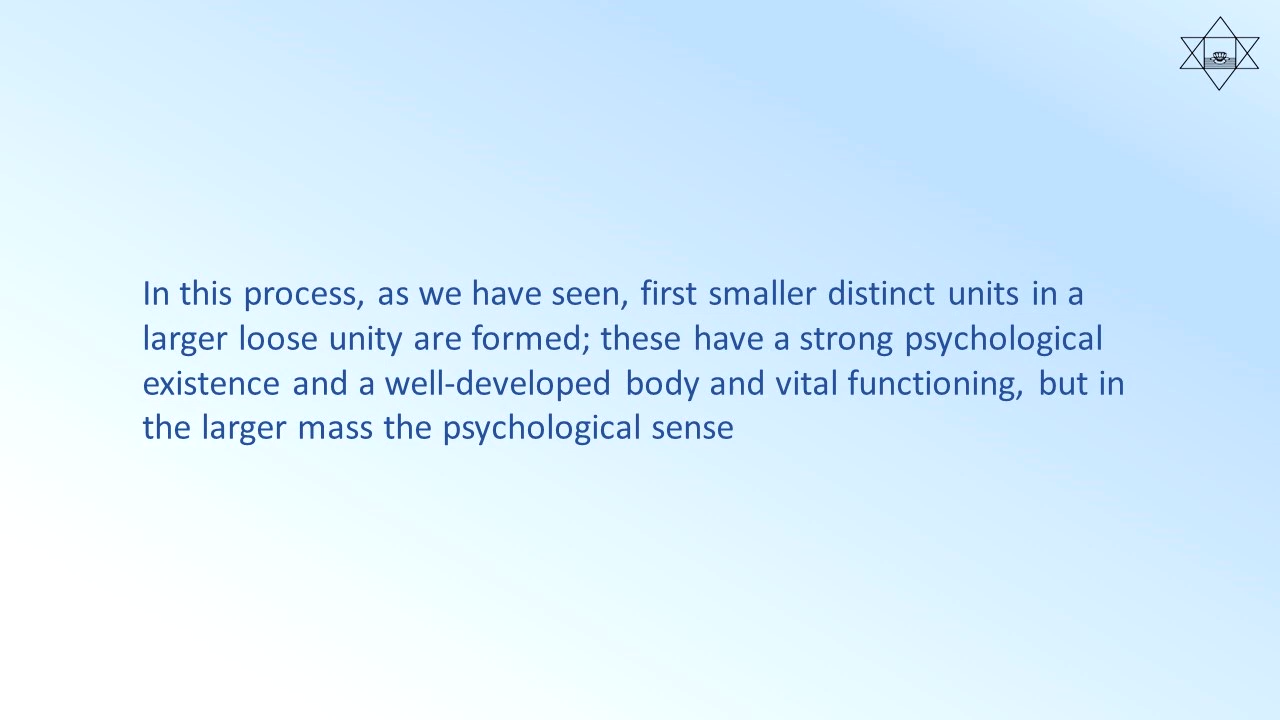 In this process, as we have seen, first smaller distinct units in a
larger loose unity are formed; these have a strong psychological
existence and a well-developed body and vital functioning, but in
the larger mass the psychological sense